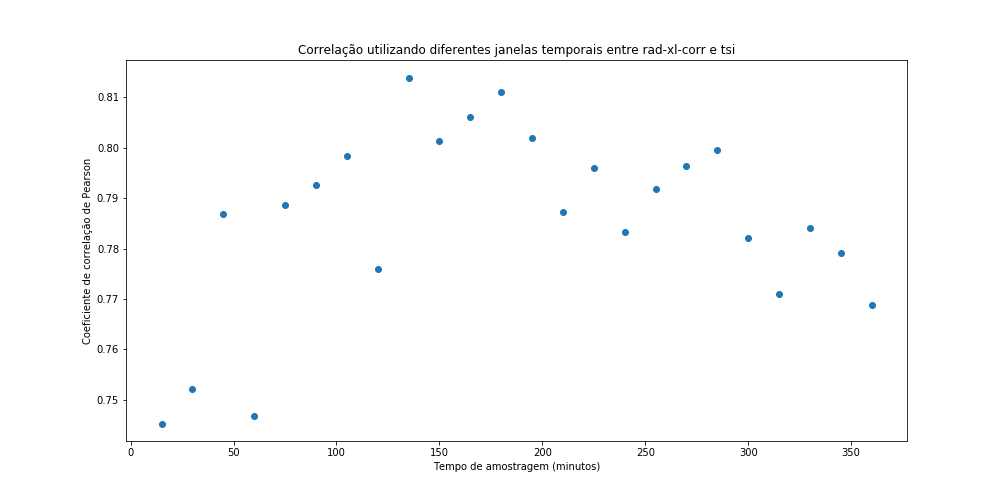 Correlação utilizando diferentes janelas temporais entre rad-xl-corr e tsi
0.81
0.80
0.79
0.78
0.77
0.76
0.75
Coeficiente de correlação de Pearson
0 50 100 150 200 250 300 350
Tempo de amostragem (minutos)